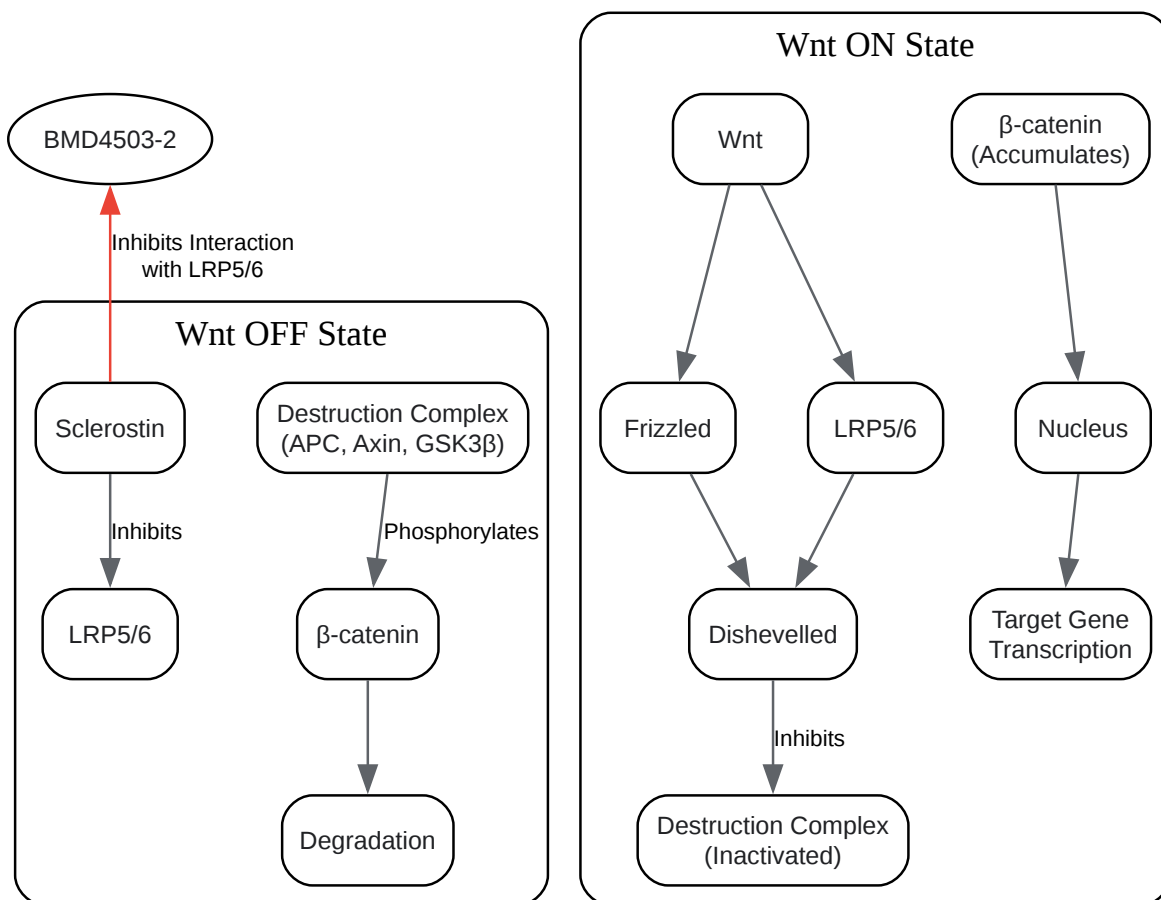 BMD4503-2
Inhibits Interaction
with LRP5/6
Wnt OFF State
Sclerostin
Destruction Complex
(APC, Axin, GSK3β)
Inhibits
Phosphorylates
LRP5/6
β-catenin
Degradation
Wnt ON State
Wnt
β-catenin
(Accumulates)
Frizzled
LRP5/6
Nucleus
Dishevelled
Target Gene
Transcription
Inhibits
Destruction Complex
(Inactivated)